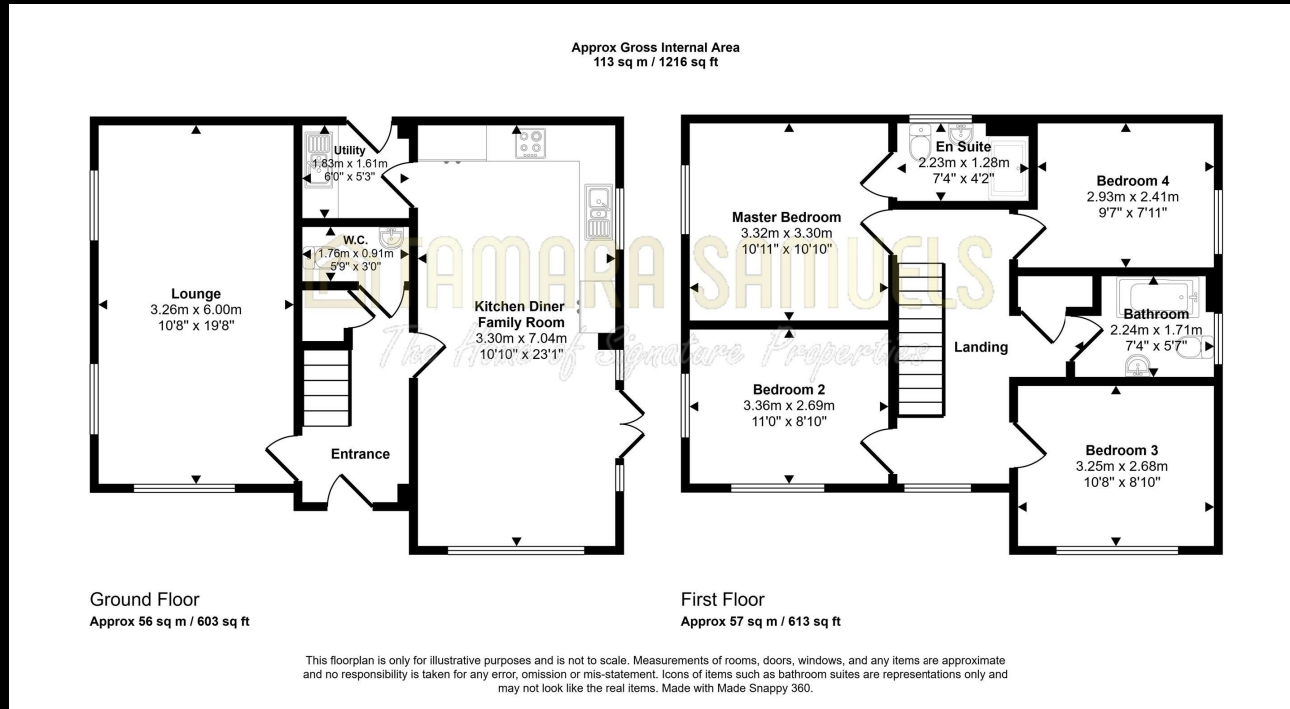 Approx Gross Internal Area
113 sq m / 1216 sq ft
Utility
1.83m x 1.61m
6'0" x 5'3"
W.C.
1.76m x 0.91m
5'9" x 3'0"
Lounge
3.26m x 6.00m
10'8" x 19'8"
Kitchen Diner
Family Room
3.30m x 7.04m
10'10" x 23'1"
Entrance
En Suite
2.23m x 1.28m
7'4" x 4'2"
Master Bedroom
3.32m x 3.30m
10'11" x 10'10"
Bedroom 4
2.93m x 2.41m
9'7" x 7'11"
Bathroom
2.24m x 1.71m
7'4" x 5'7"
Landing
Bedroom 2
3.36m x 2.69m
11'0" x 8'10"
Bedroom 3
3.25m x 2.68m
10'8" x 8'10"
TAMARA SAMUELS
The Home of Signature Properties
Ground Floor
Approx 56 sq m / 603 sq ft
First Floor
Approx 57 sq m / 613 sq ft
This floorplan is only for illustrative purposes and is not to scale. Measurements of rooms, doors, windows, and any items are approximate
and no responsibility is taken for any error, omission or mis-statement. Icons of items such as bathroom suites are representations only and
may not look like the real items. Made with Made Snappy 360.